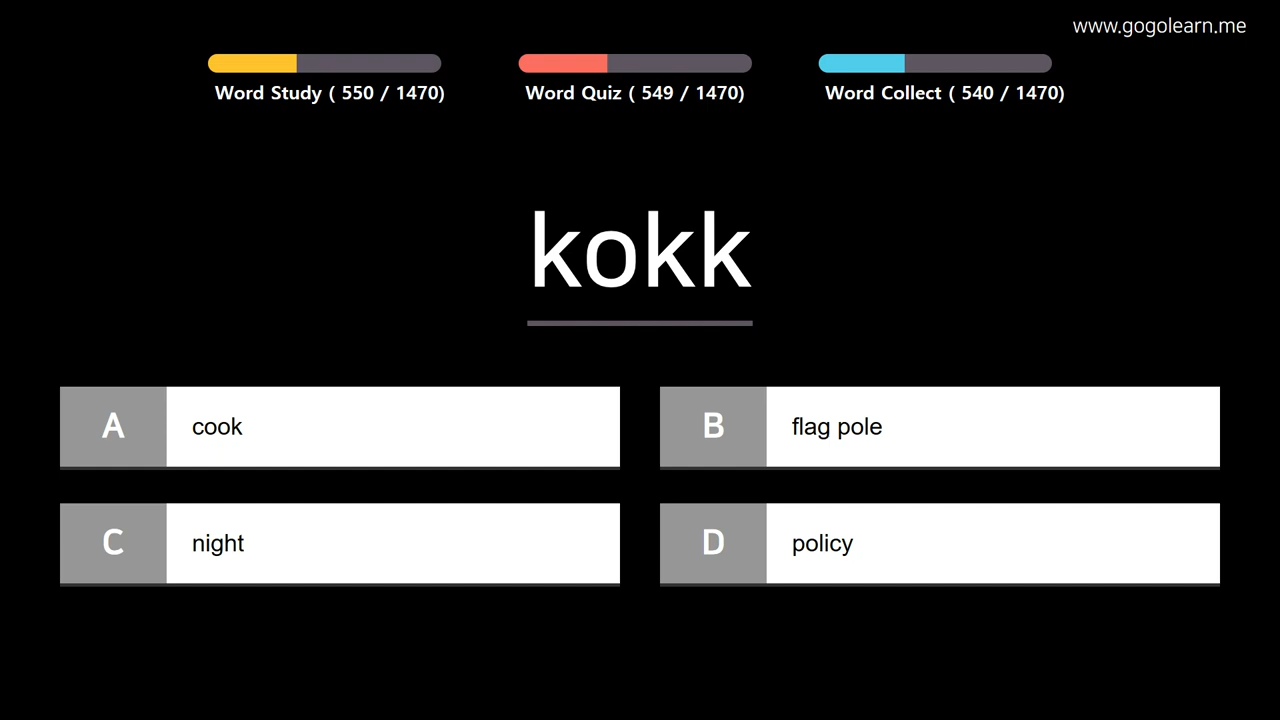 www.gogolearn.me
Word Study ( 550 / 1470)
Word Quiz ( 549 / 1470)
Word Collect ( 540 / 1470)
kokk
A cook
B flag pole
C night
D policy